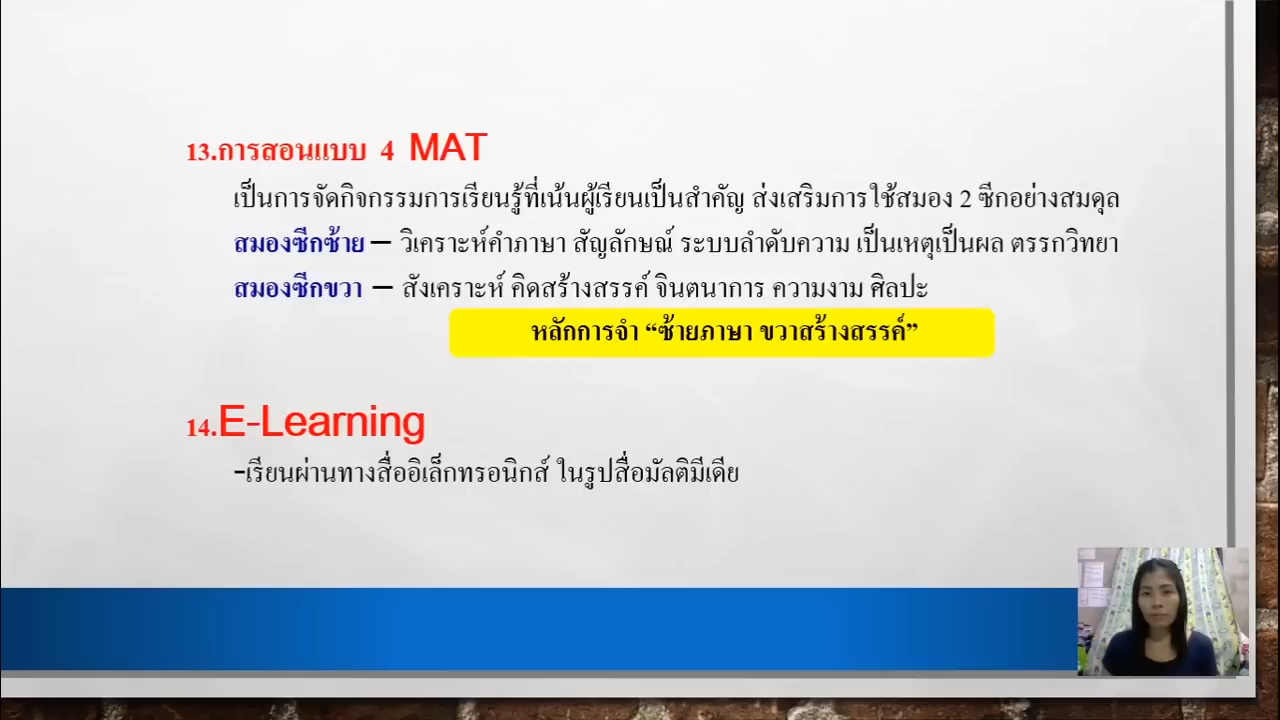 13.การสอนแบบ 4 MAT
เป็นการจัดกิจกรรมการเรียนรู้ที่เน้นผู้เรียนเป็นสำคัญ ส่งเสริมการใช้สมอง 2 ซีกอย่างสมดุล
สมองซีกซ้าย – วิเคราะห์คำภาษา สัญลักษณ์ ระบบลำดับความ เป็นเหตุเป็นผล ตรรกวิทยา
สมองซีกขวา – สังเคราะห์ คิดสร้างสรรค์ จินตนาการ ความงาม ศิลปะ
หลักการจำ “ซ้ายภาษา ขวาสร้างสรรค์”
14.E-Learning
-เรียนผ่านทางสื่ออิเล็กทรอนิกส์ ในรูปสื่อมัลติมีเดีย